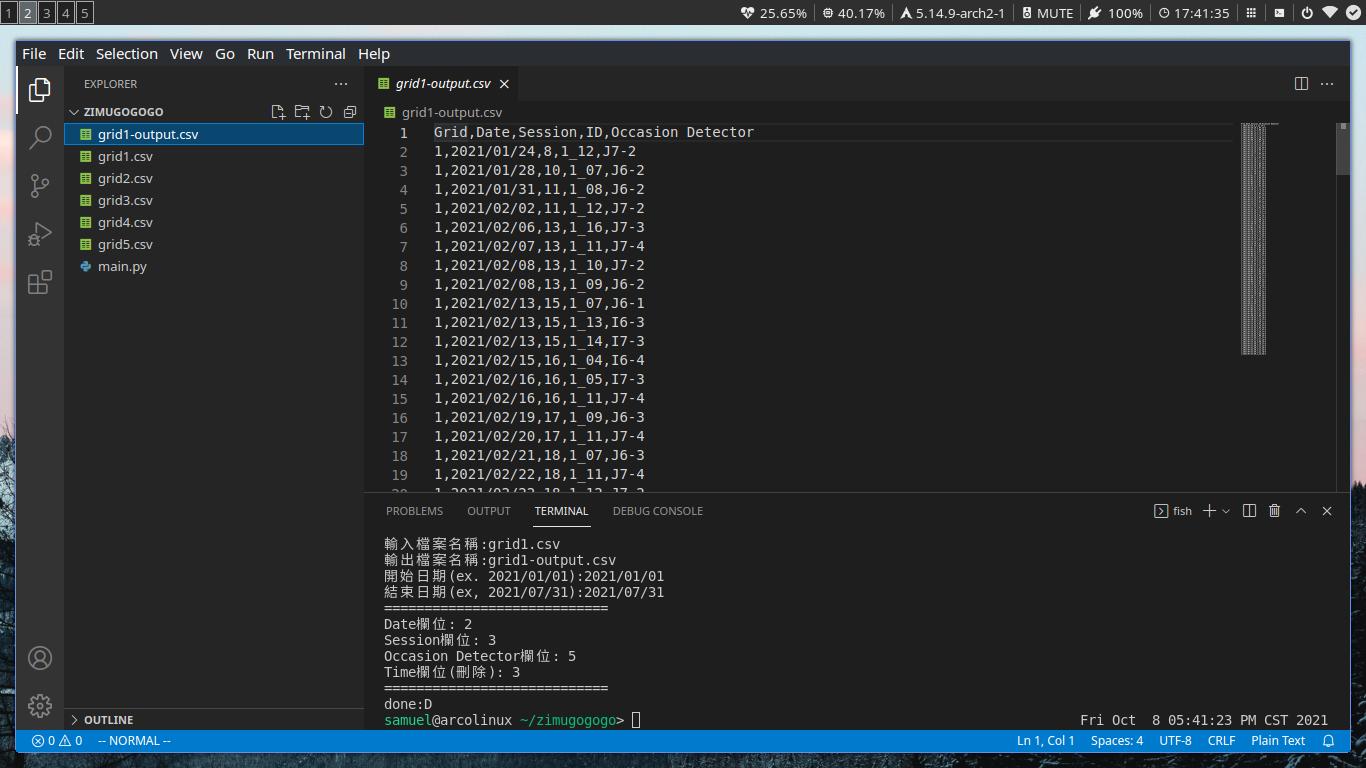 1 2 3 4 5 25.65% 40.17% 5.14.9-arch2-1 MUTE 100% 17:41:35
File Edit Selection View Go Run Terminal Help
EXPLORER
ZIMUGOGOGO
grid1-output.csv
grid1.csv
grid2.csv
grid3.csv
grid4.csv
grid5.csv
main.py
OUTLINE
grid1-output.csv
grid1-output.csv
1 Grid,Date,Session,ID,Occasion Detector
2 1,2021/01/24,8,1_12,J7-2
3 1,2021/01/28,10,1_07,J6-2
4 1,2021/01/31,11,1_08,J6-2
5 1,2021/02/02,11,1_12,J7-2
6 1,2021/02/06,13,1_16,J7-3
7 1,2021/02/07,13,1_11,J7-4
8 1,2021/02/08,13,1_10,J7-2
9 1,2021/02/08,13,1_09,J6-2
10 1,2021/02/13,15,1_07,J6-1
11 1,2021/02/13,15,1_13,I6-3
12 1,2021/02/13,15,1_14,I7-3
13 1,2021/02/15,16,1_04,I6-4
14 1,2021/02/16,16,1_05,I7-3
15 1,2021/02/16,16,1_11,J7-4
16 1,2021/02/19,17,1_09,J6-3
17 1,2021/02/20,17,1_11,J7-4
18 1,2021/02/21,18,1_07,J6-3
19 1,2021/02/22,18,1_11,J7-4
PROBLEMS OUTPUT TERMINAL DEBUG CONSOLE fish
輸入檔案名稱:grid1.csv
輸出檔案名稱:grid1-output.csv
開始日期(ex. 2021/01/01):2021/01/01
結束日期(ex, 2021/07/31):2021/07/31
============================
Date欄位: 2
Session欄位: 3
Occasion Detector欄位: 5
Time欄位(刪除): 3
============================
done:D
samuel@arcolinux ~/zimugogogo> Fri Oct  8 05:41:23 PM CST 2021
0 0 -- NORMAL -- Ln 1, Col 1 Spaces: 4 UTF-8 CRLF Plain Text